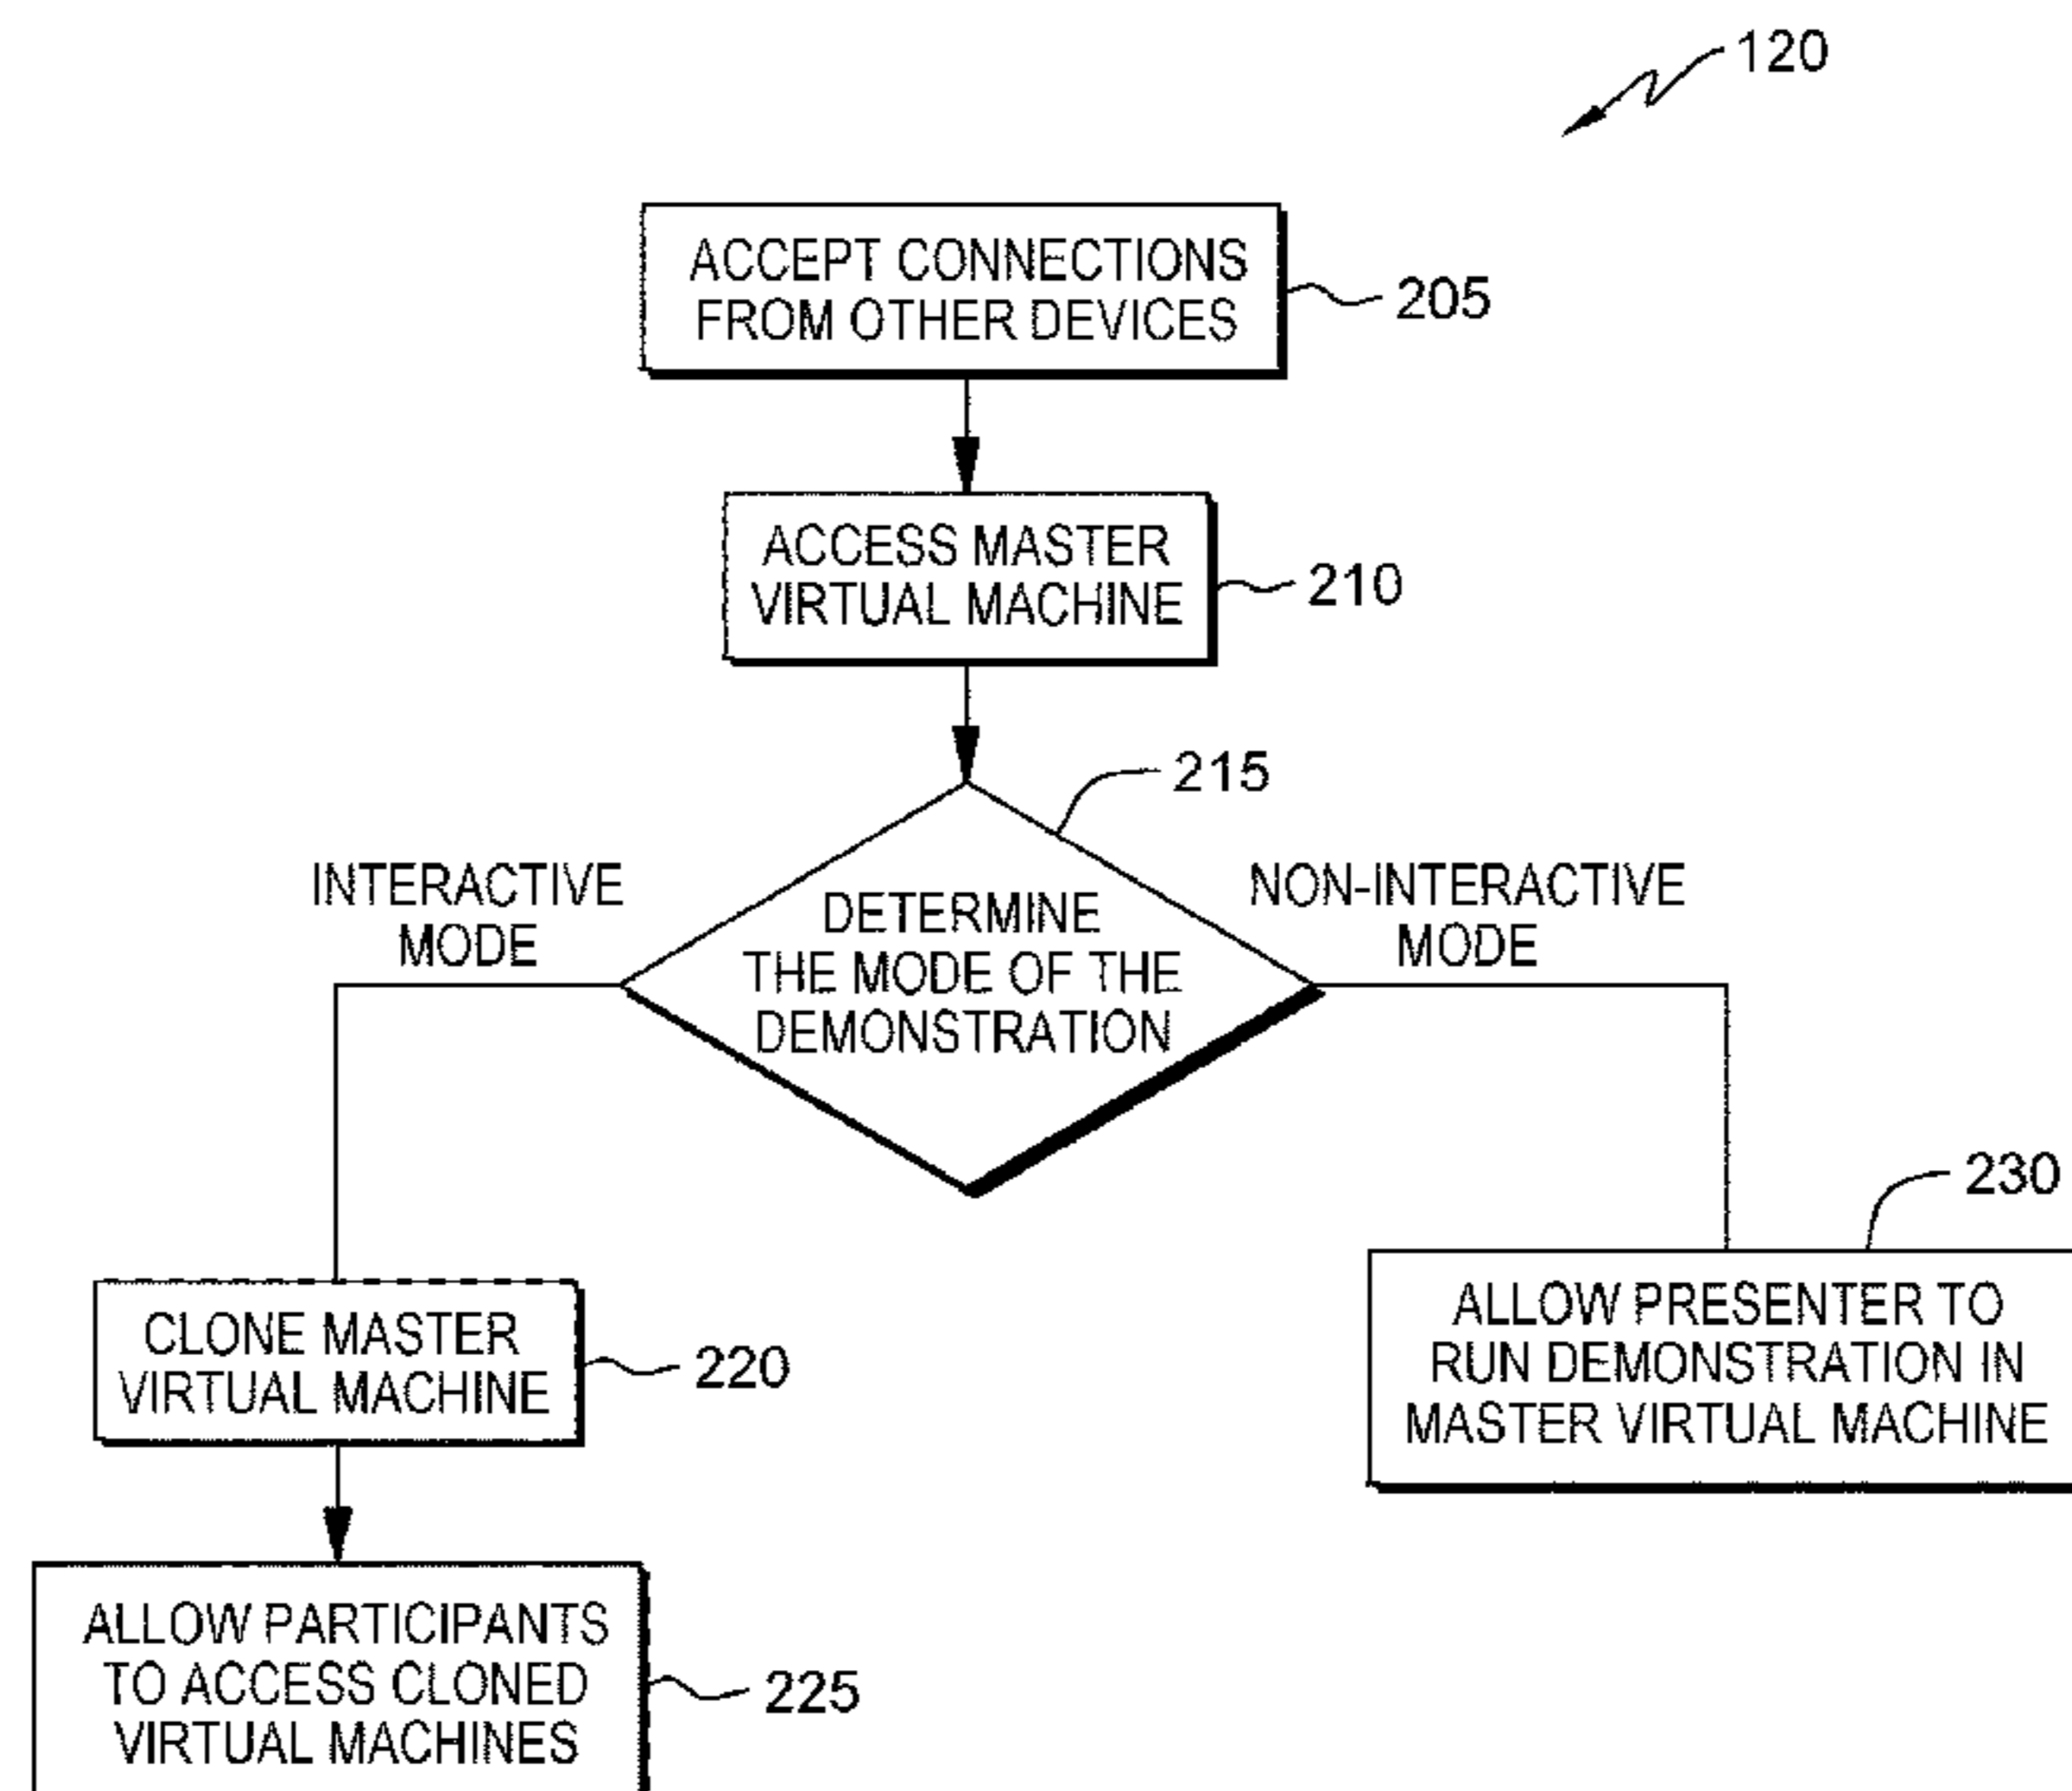 120
ACCEPT CONNECTIONS
FROM OTHER DEVICES
205
ACCESS MASTER
VIRTUAL MACHINE
210
215
INTERACTIVE
MODE
DETERMINE
THE MODE OF THE
DEMONSTRATION
NON-INTERACTIVE
MODE
230
CLONE MASTER
VIRTUAL MACHINE
220
ALLOW PRESENTER TO
RUN DEMONSTRATION IN
MASTER VIRTUAL MACHINE
ALLOW PARTICIPANTS
TO ACCESS CLONED
VIRTUAL MACHINES
225